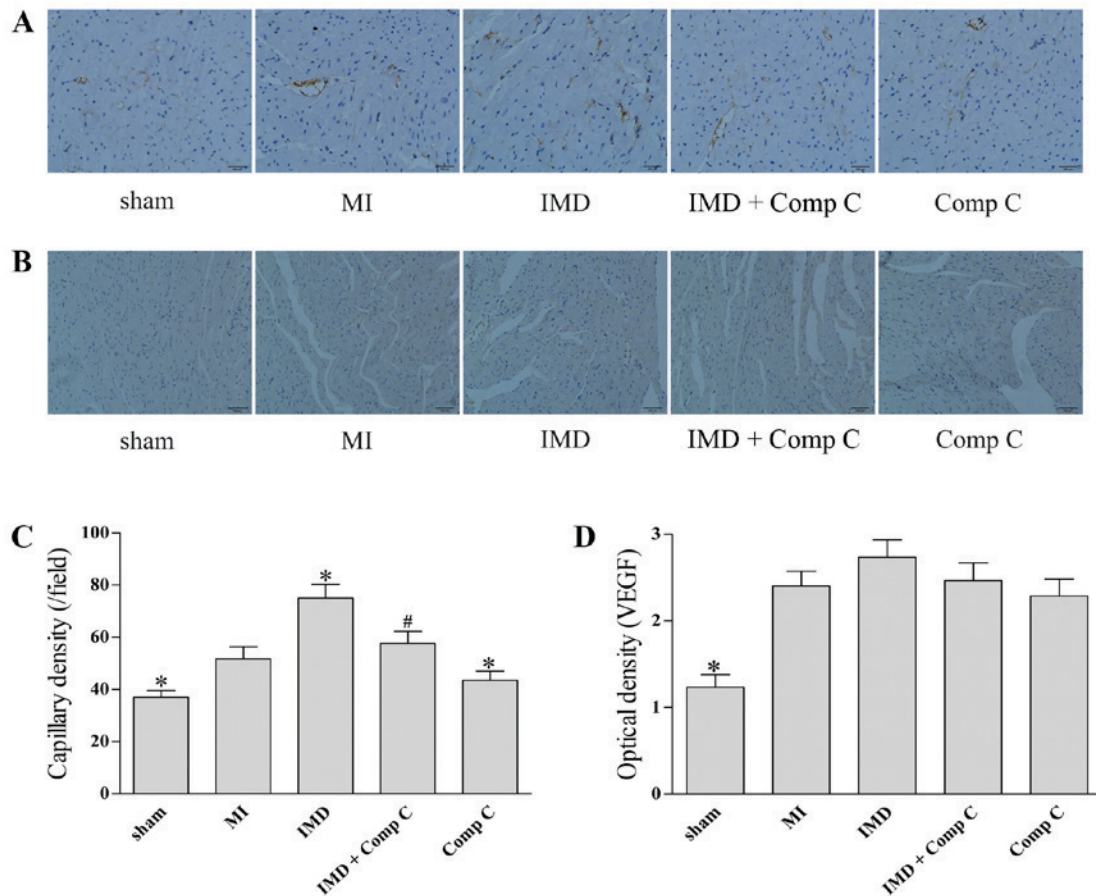 A
sham MI IMD IMD + Comp C Comp C
B
sham MI IMD IMD + Comp C Comp C
C
Capillary density (/field)
100
80
60
40
20
0
*
*
#
*
sham MI IMD IMD + Comp C Comp C
D
Optical density (VEGF)
3
2
1
0
*
sham MI IMD IMD + Comp C Comp C